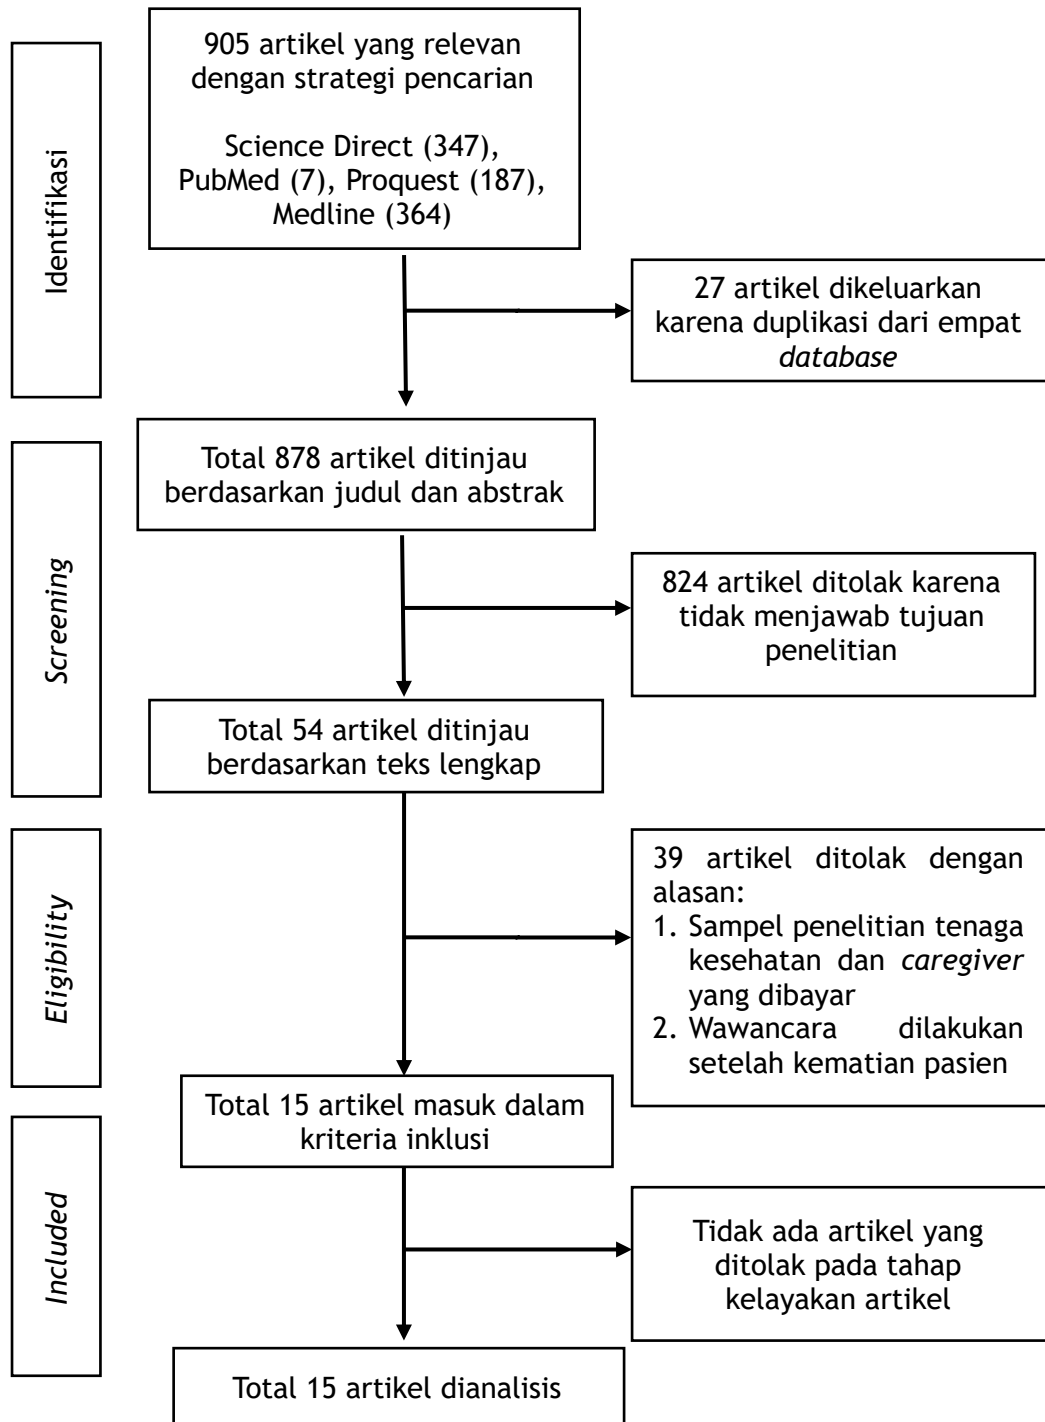 Identifikasi
905 artikel yang relevan
dengan strategi pencarian
Science Direct (347),
PubMed (7), Proquest (187),
Medline (364)
27 artikel dikeluarkan
karena duplikasi dari empat
database
Screening
Total 878 artikel ditinjau
berdasarkan judul dan abstrak
824 artikel ditolak karena
tidak menjawab tujuan
penelitian
Total 54 artikel ditinjau
berdasarkan teks lengkap
Eligibility
39 artikel ditolak dengan
alasan:
1. Sampel penelitian tenaga
kesehatan dan caregiver
yang dibayar
2. Wawancara dilakukan
setelah kematian pasien
Total 15 artikel masuk dalam
kriteria inklusi
Included
Tidak ada artikel yang
ditolak pada tahap
kelayakan artikel
Total 15 artikel dianalisis